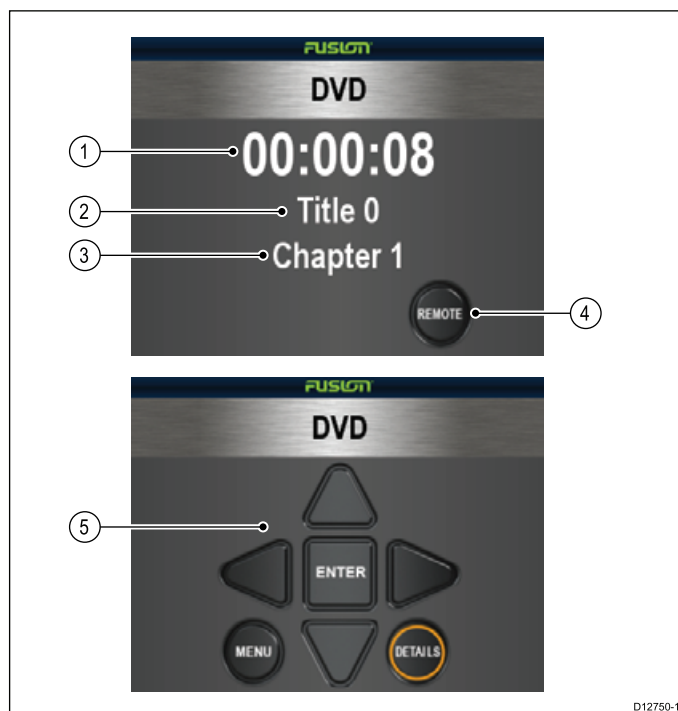 FUSION
DVD
1
00:00:08
2
Title 0
3
Chapter 1
REMOTE
4
FUSION
DVD
5
ENTER
MENU
DETAILS
D12750-1